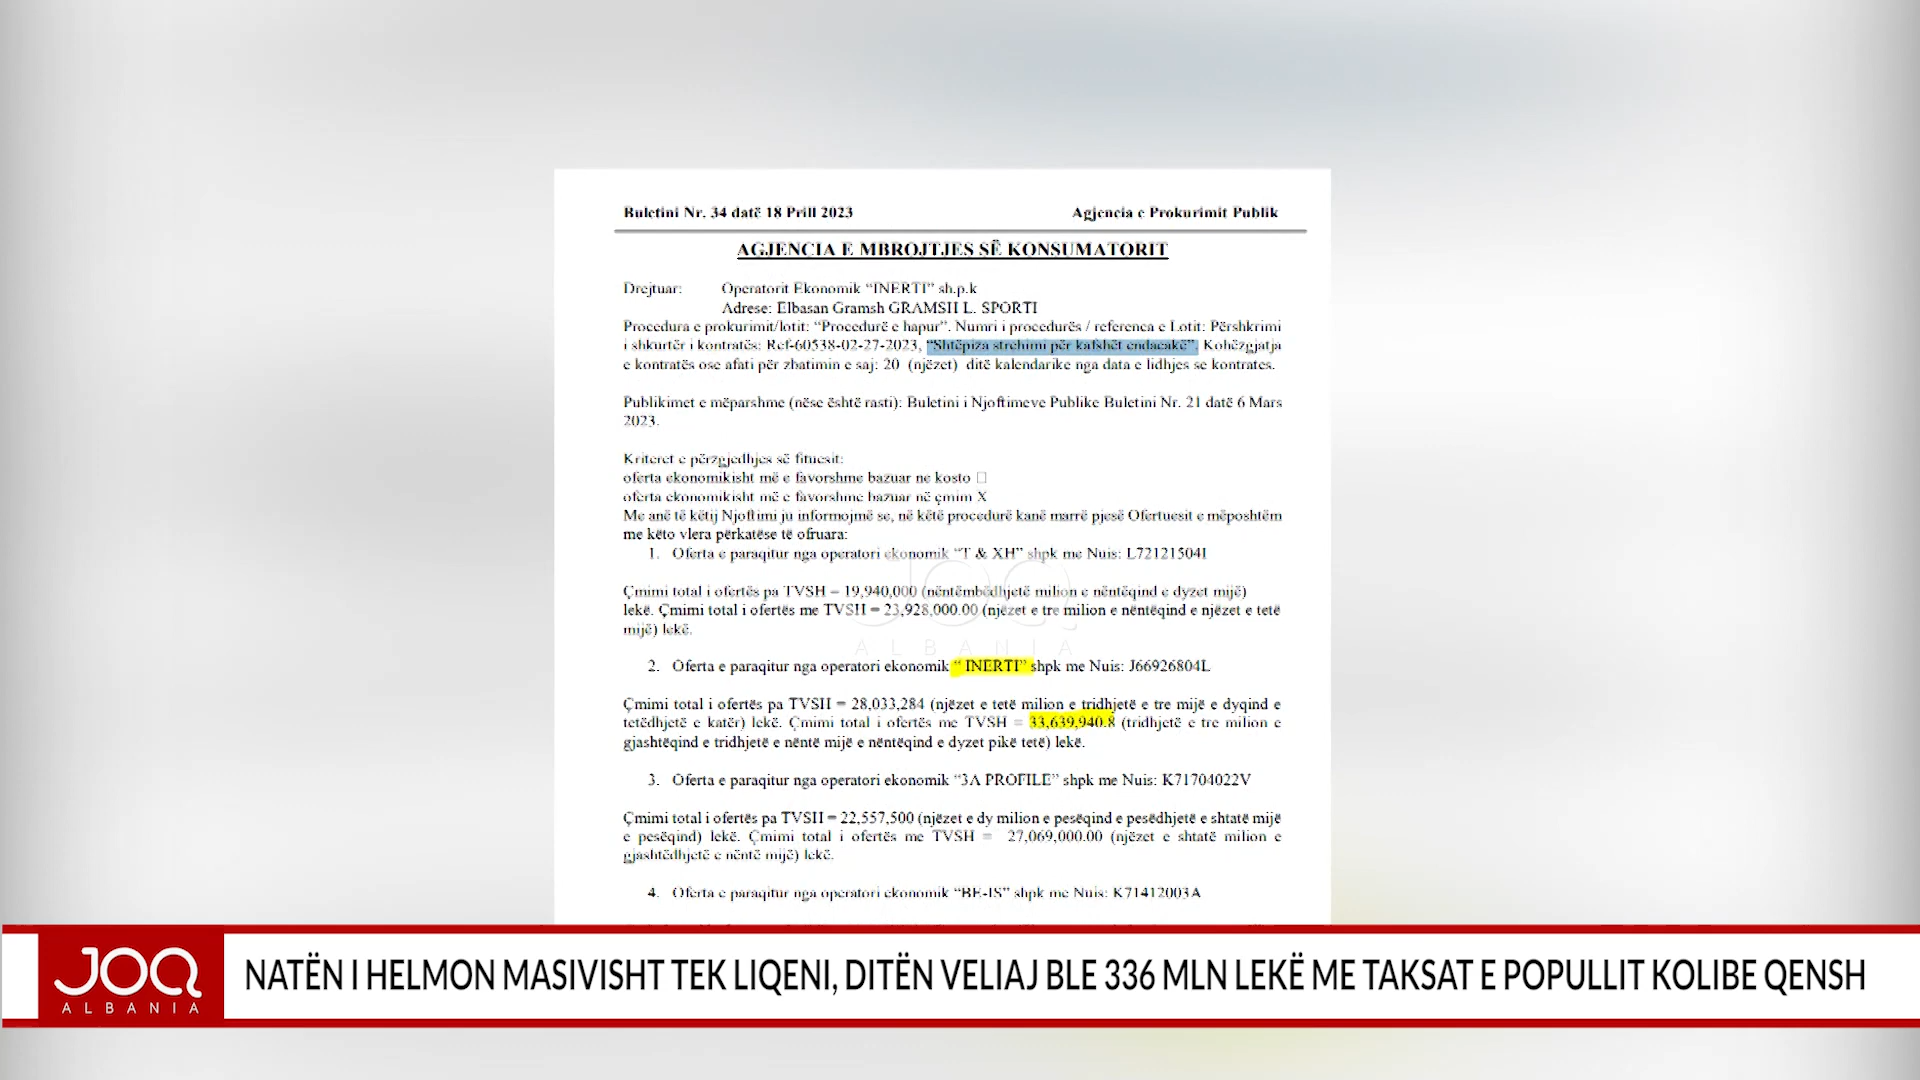 Buletini Nr. 34 datë 18 Prill 2023 Agjencia e Prokurimit Publik
AGJENCIA E MBROJTJES SË KONSUMATORIT
Drejtuar: Operatorit Ekonomik “INERTI” sh.p.k
Adrese: Elbasan Gramsh GRAMSH L. SPORTI
Procedura e prokurimit/lotit: “Procedurë e hapur”. Numri i procedurës / referenca e Lotit: Përshkrimi
i shkurtër i kontratës: Ref-60538-02-27-2023, “Shtëpiza strehimi për kafshët endacakë”. Kohëzgjatja
e kontratës ose afati për zbatimin e saj: 20 (njëzet) ditë kalendarike nga data e lidhjes se kontrates.
Publikimet e mëparshme (nëse është rasti): Buletini i Njoftimeve Publike Buletini Nr. 21 datë 6 Mars
2023.
Kriteret e përzgjedhjes së fituesit:
oferta ekonomikisht më e favorshme bazuar ne kosto ☐
oferta ekonomikisht më e favorshme bazuar në çmim X
Me anë të këtij Njoftimi ju informojmë se, në këtë procedurë kanë marrë pjesë Ofertuesit e mëposhtëm
me këto vlera përkatëse të ofruara:
1. Oferta e paraqitur nga operatori ekonomik “T & XH” shpk me Nuis: L72121504I
Çmimi total i ofertës pa TVSH = 19,940,000 (nëntëmbëdhjetë milion e nëntëqind e dyzet mijë)
lekë. Çmimi total i ofertës me TVSH = 23,928,000.00 (njëzet e tre milion e nëntëqind e njëzet e tetë
mijë) lekë.
2. Oferta e paraqitur nga operatori ekonomik “ INERTI” shpk me Nuis: J66926804L
Çmimi total i ofertës pa TVSH = 28,033,284 (njëzet e tetë milion e tridhjetë e tre mijë e dyqind e
tetëdhjetë e katër) lekë. Çmimi total i ofertës me TVSH = 33,639,940.8 (tridhjetë e tre milion e
gjashtëqind e tridhjetë e nëntë mijë e nëntëqind e dyzet pikë tetë) lekë.
3. Oferta e paraqitur nga operatori ekonomik “3A PROFILE” shpk me Nuis: K71704022V
Çmimi total i ofertës pa TVSH = 22,557,500 (njëzet e dy milion e pesëqind e pesëdhjetë e shtatë mijë
e pesëqind) lekë. Çmimi total i ofertës me TVSH = 27,069,000.00 (njëzet e shtatë milion e
gjashtëdhjetë e nëntë mijë) lekë.
4. Oferta e paraqitur nga operatori ekonomik “BE-IS” shpk me Nuis: K71412003A
JOQ
ALBANIA
JOQ
ALBANIA
NATËN I HELMON MASIVISHT TEK LIQENI, DITËN VELIAJ BLE 336 MLN LEKË ME TAKSAT E POPULLIT KOLIBE QENSH